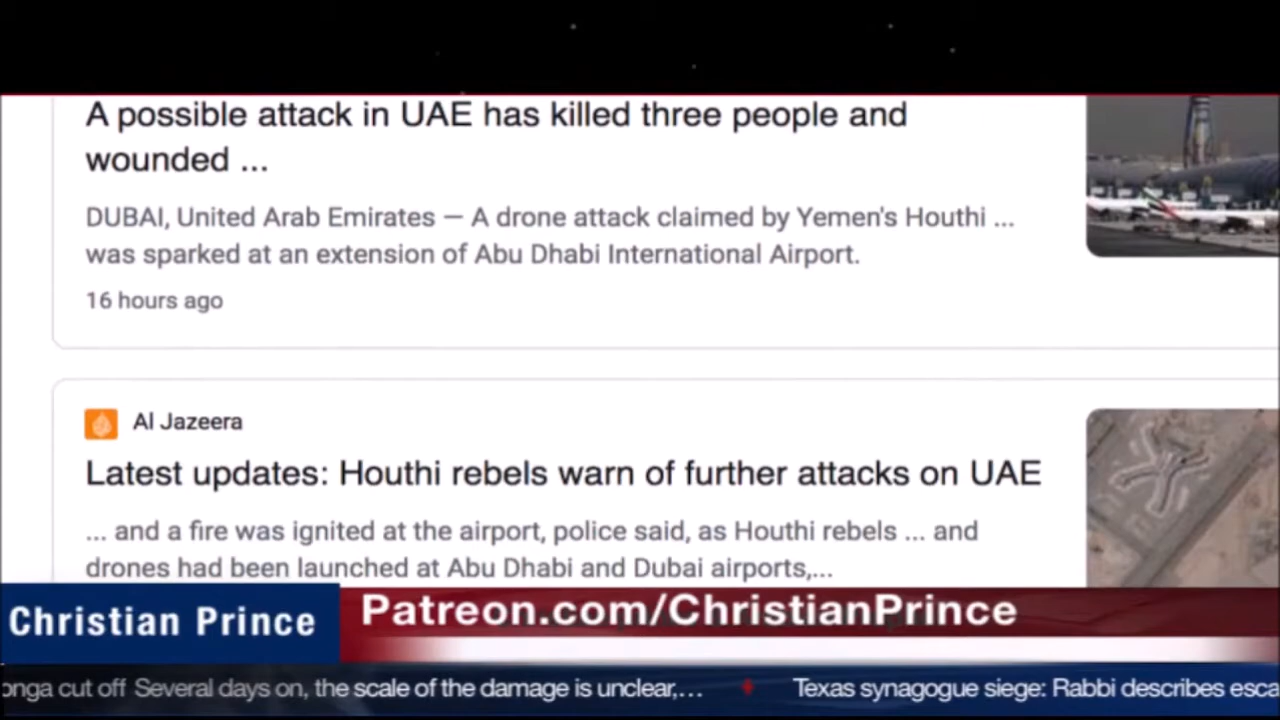 A possible attack in UAE has killed three people and
wounded ...
DUBAI, United Arab Emirates — A drone attack claimed by Yemen's Houthi ...
was sparked at an extension of Abu Dhabi International Airport.
16 hours ago
Al Jazeera
Latest updates: Houthi rebels warn of further attacks on UAE
... and a fire was ignited at the airport, police said, as Houthi rebels ... and
drones had been launched at Abu Dhabi and Dubai airports,...
Christian Prince
Patreon.com/ChristianPrince
onga cut off Several days on, the scale of the damage is unclear,... Texas synagogue siege: Rabbi describes esca